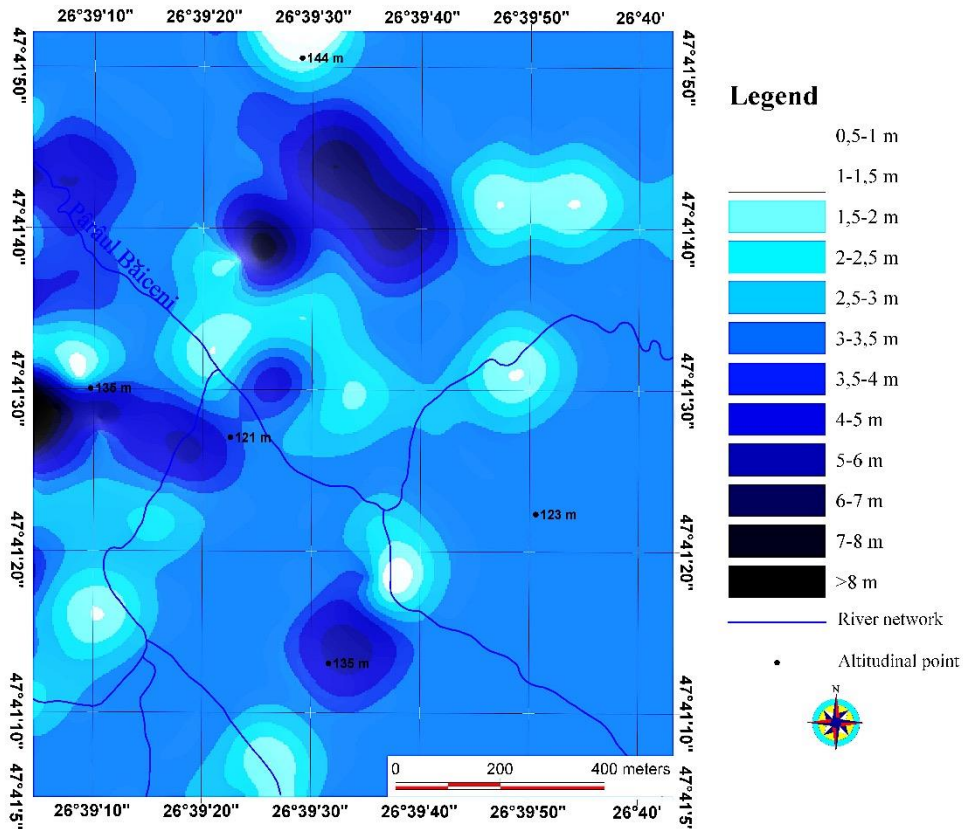 26°39'10" 26°39'20" 26°39'30" 26°39'40" 26°39'50" 26°40'
47°41'50"
47°41'40"
47°41'30"
47°41'20"
47°41'10"
47°41'5"
47°41'50"
47°41'40"
47°41'30"
47°41'20"
47°41'10"
47°41'5"
144 m
Pârâul Băiceni
135 m
121 m
123 m
135 m
0 200 400 meters
26°39'10" 26°39'20" 26°39'30" 26°39'40" 26°39'50" 26°40'
Legend
0,5-1 m
1-1,5 m
1,5-2 m
2-2,5 m
2,5-3 m
3-3,5 m
3,5-4 m
4-5 m
5-6 m
6-7 m
7-8 m
>8 m
River network
Altitudinal point
N